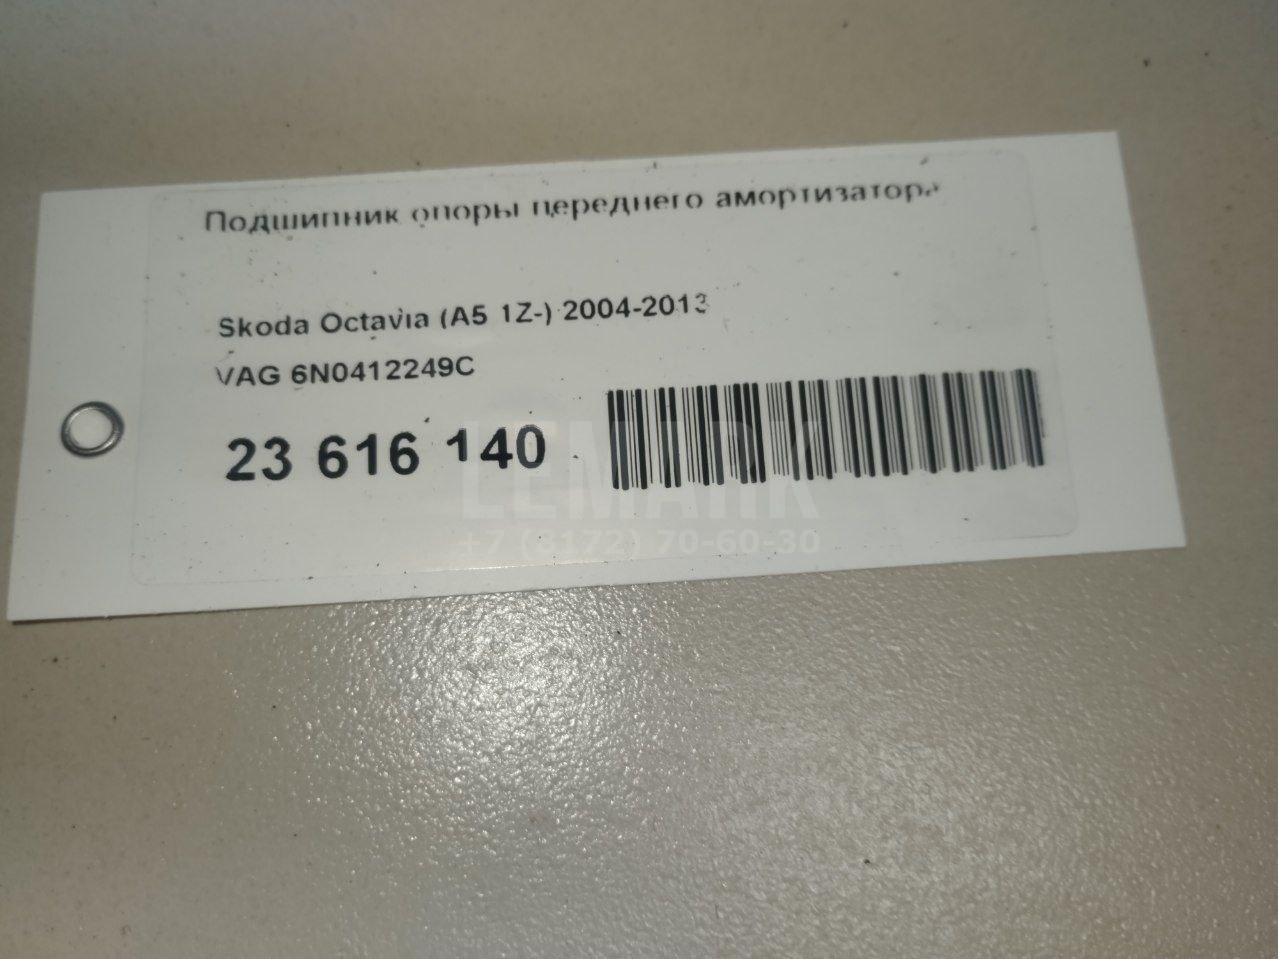 Подшипник опоры переднего амортизатора
Skoda Octavia (A5 1Z-) 2004-2013
VAG 6N0412249C
23 616 140
LEMARK
+7 (3172) 70-60-30